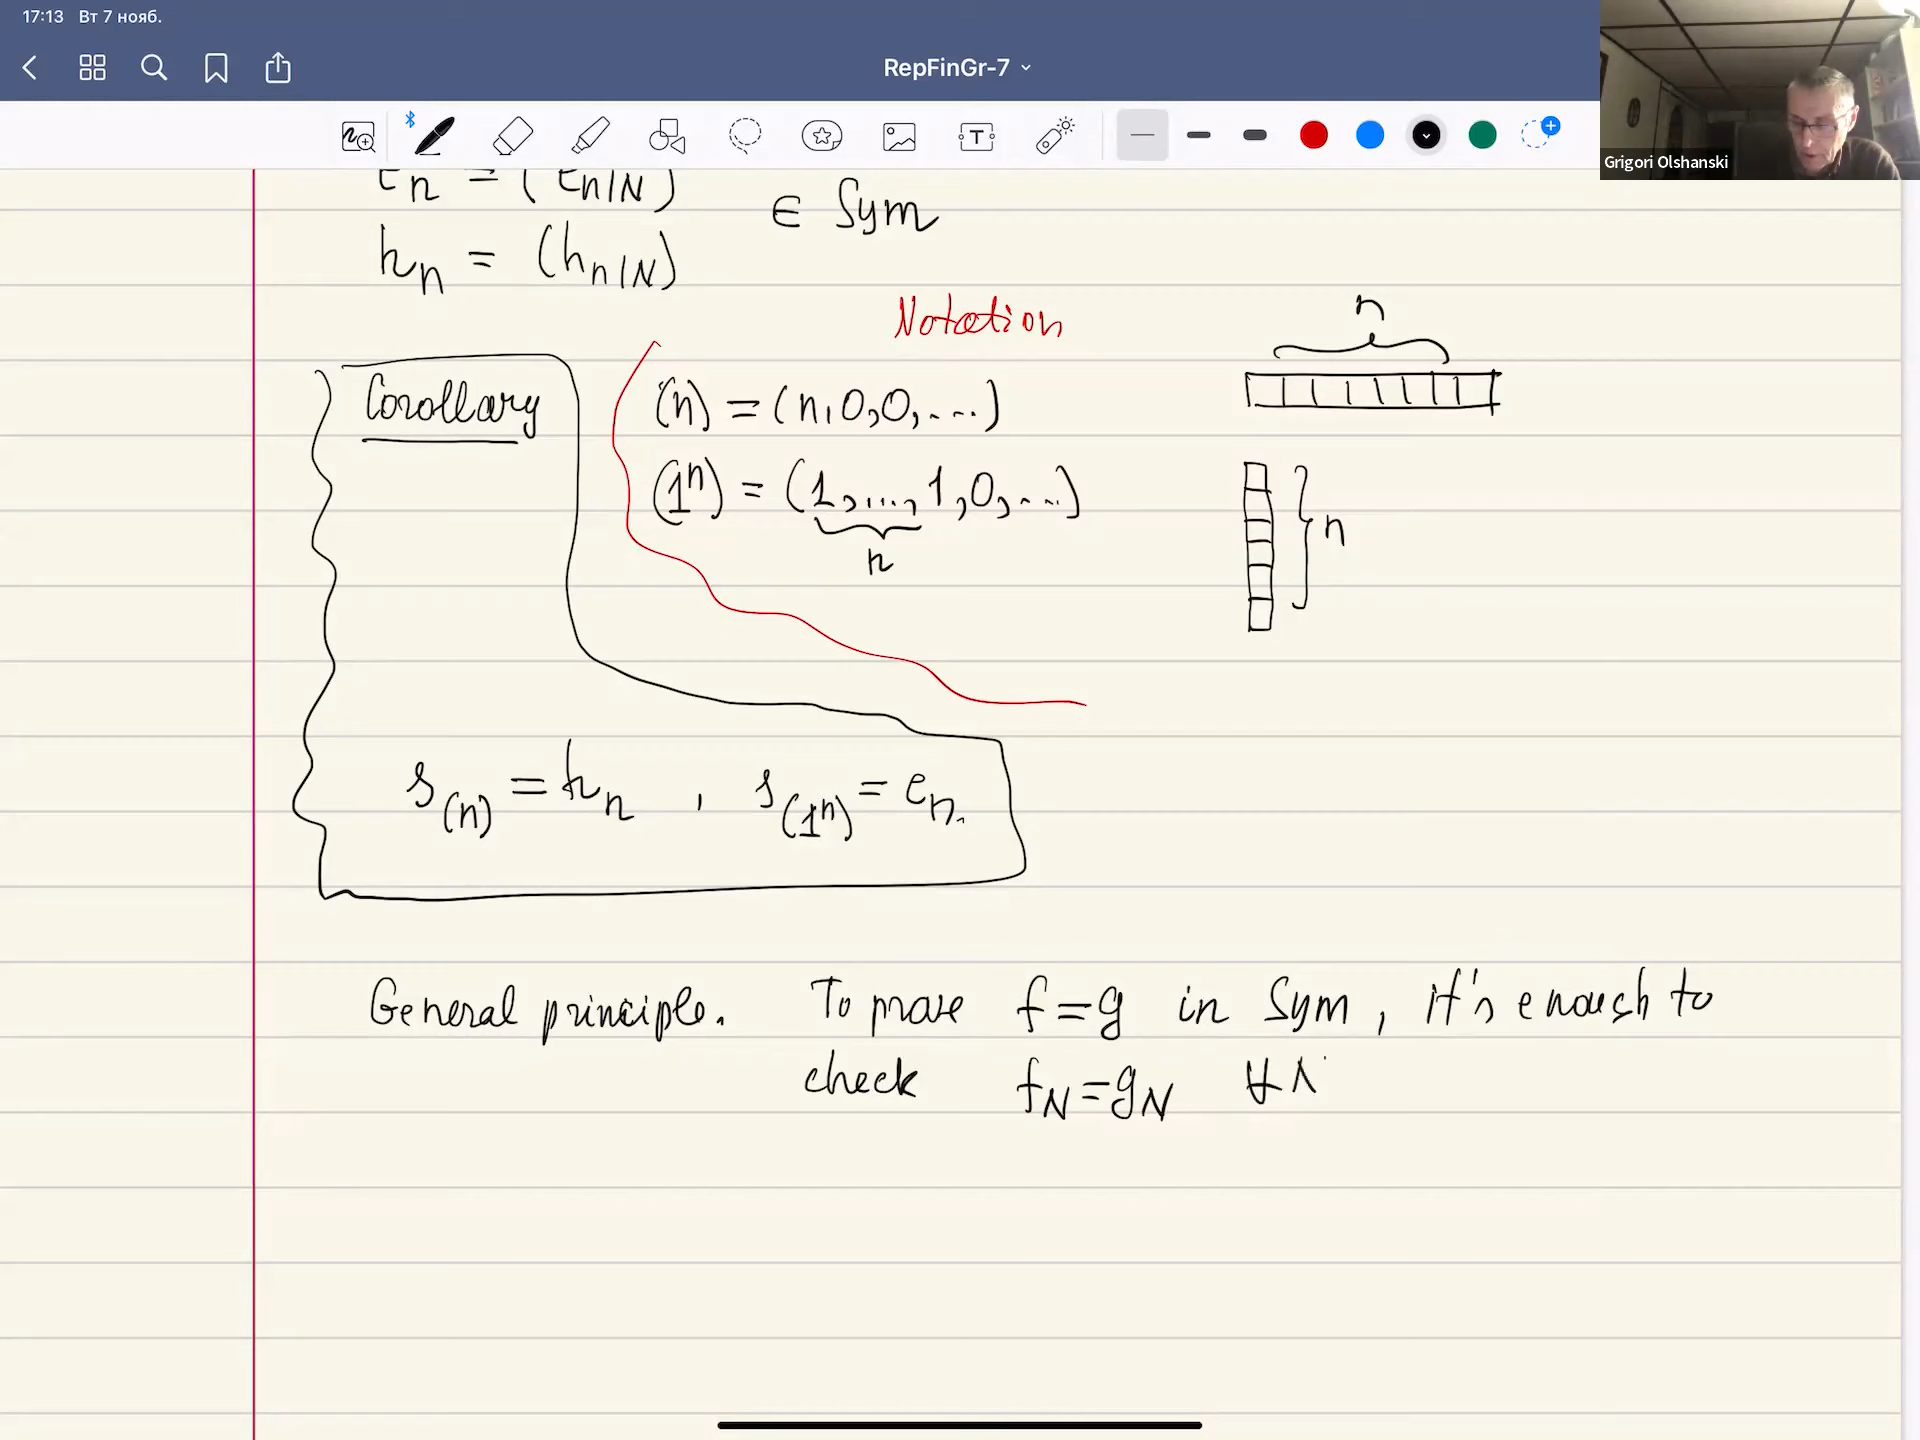 17:13 Вт 7 нояб.
RepFinGr-7
Grigori Olshanski
e_n = (e_{n|N})
∈ Sym
h_n = (h_{n|N})
Notation
n
Corollary
(n) = (n,0,0,...)
(1^n) = (1,...,1,0,...)
n
n
s_{(n)} = h_n , s_{(1^n)} = e_n.
General principle. To prove f=g in Sym, it's enough to
check f_N=g_N ∀